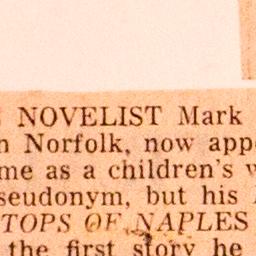 NOVELIST Mark
n Norfolk, now appe
me as a children's w
seudonym, but his
TOPS OF NAPLES
the first story he